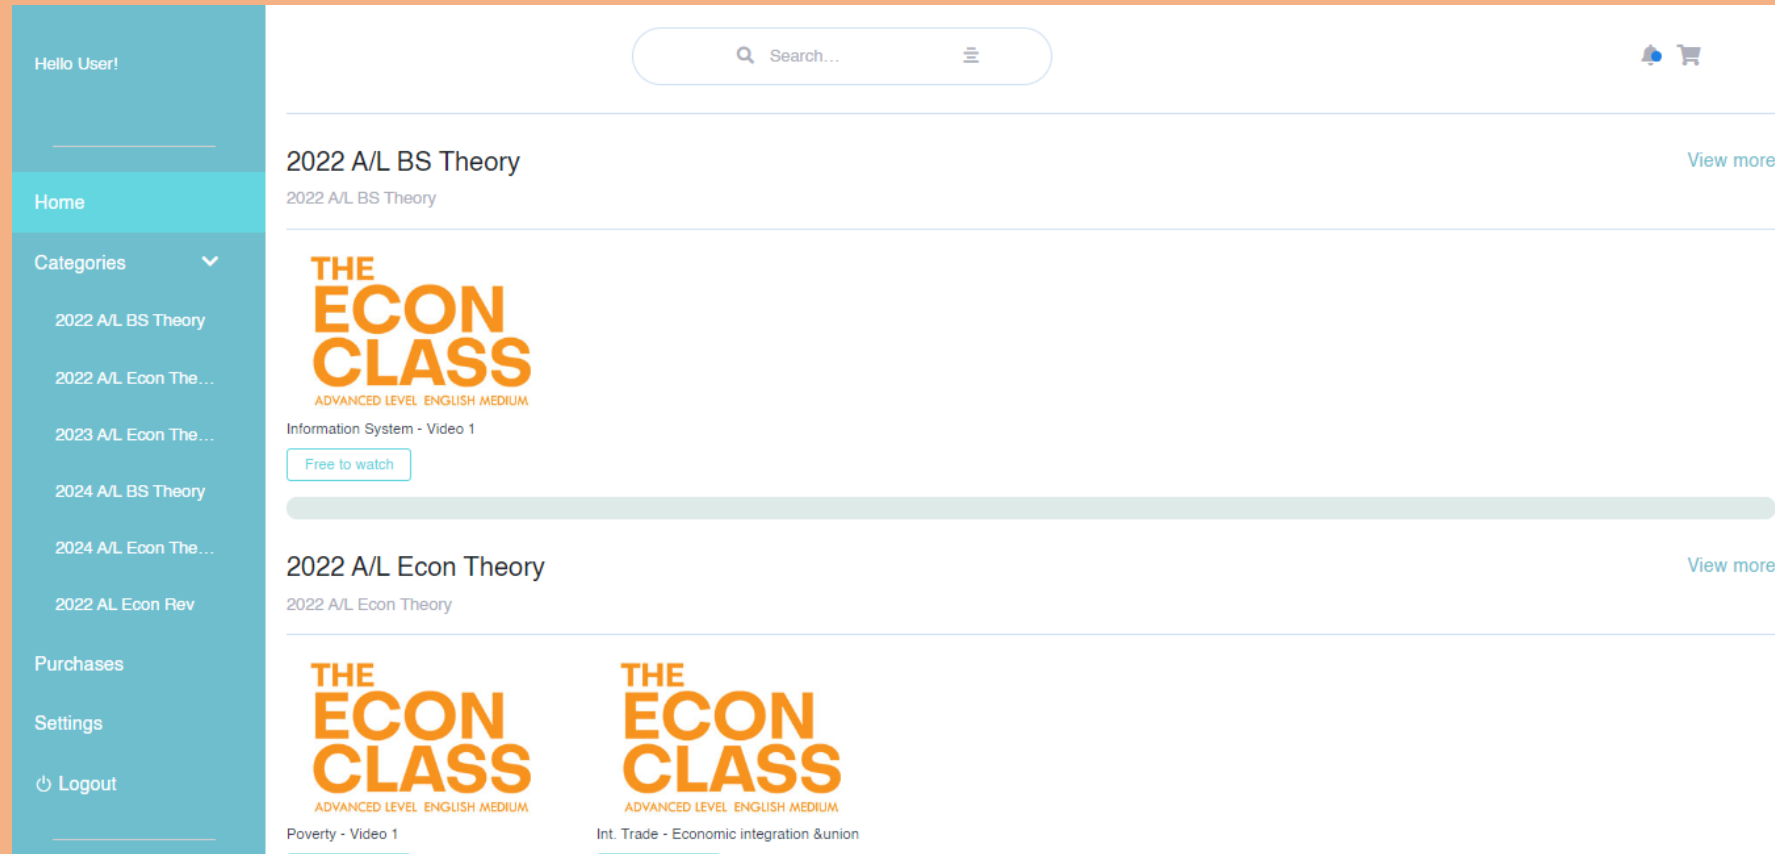 Hello User!
Home
Categories
2022 A/L BS Theory
2022 A/L Econ The...
2023 A/L Econ The...
2024 A/L BS Theory
2024 A/L Econ The...
2022 AL Econ Rev
Purchases
Settings
Logout
Search...
2022 A/L BS Theory
View more
2022 A/L BS Theory
THE
ECON
CLASS
ADVANCED LEVEL ENGLISH MEDIUM
Information System - Video 1
Free to watch
2022 A/L Econ Theory
View more
2022 A/L Econ Theory
THE
ECON
CLASS
ADVANCED LEVEL ENGLISH MEDIUM
Poverty - Video 1
THE
ECON
CLASS
ADVANCED LEVEL ENGLISH MEDIUM
Int. Trade - Economic integration &union